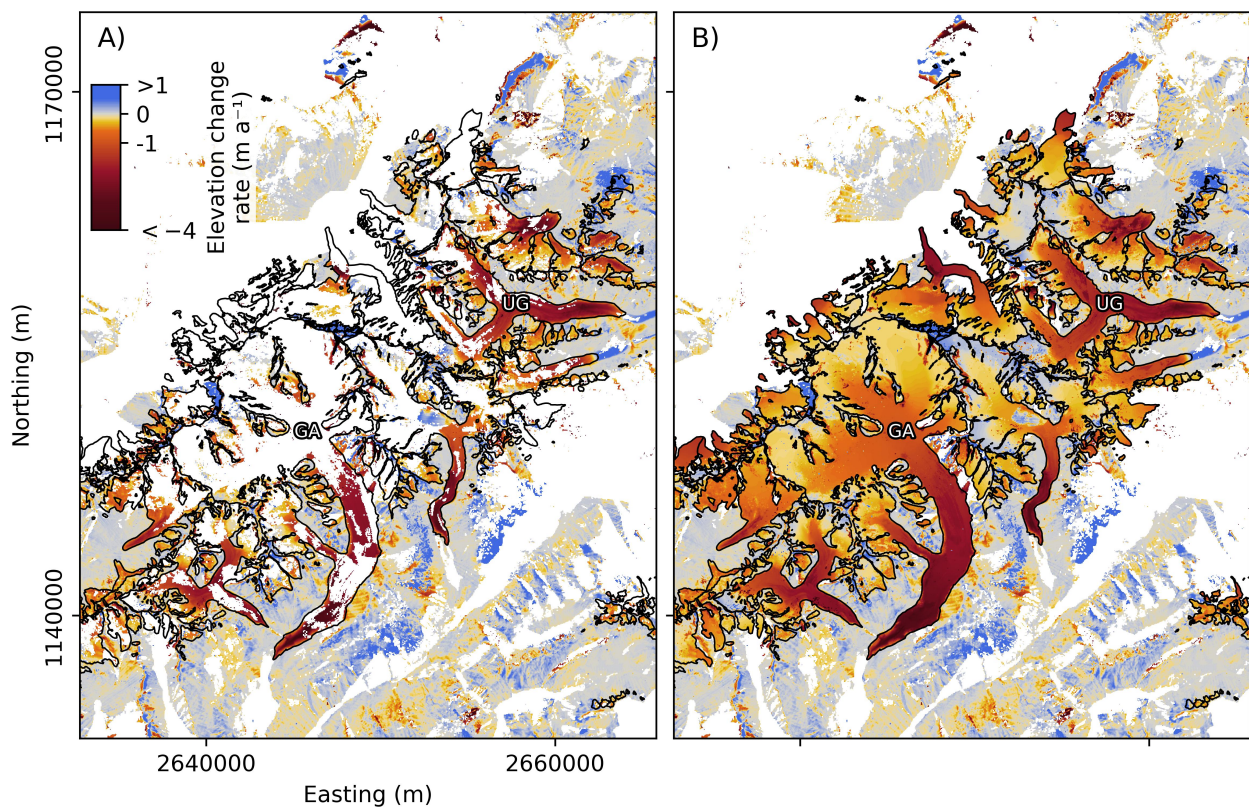 A)
B)
>1
0
-1
< −4
Elevation change
rate (m a⁻¹)
1170000
1140000
Northing (m)
UG
GA
UG
GA
2640000
2660000
Easting (m)